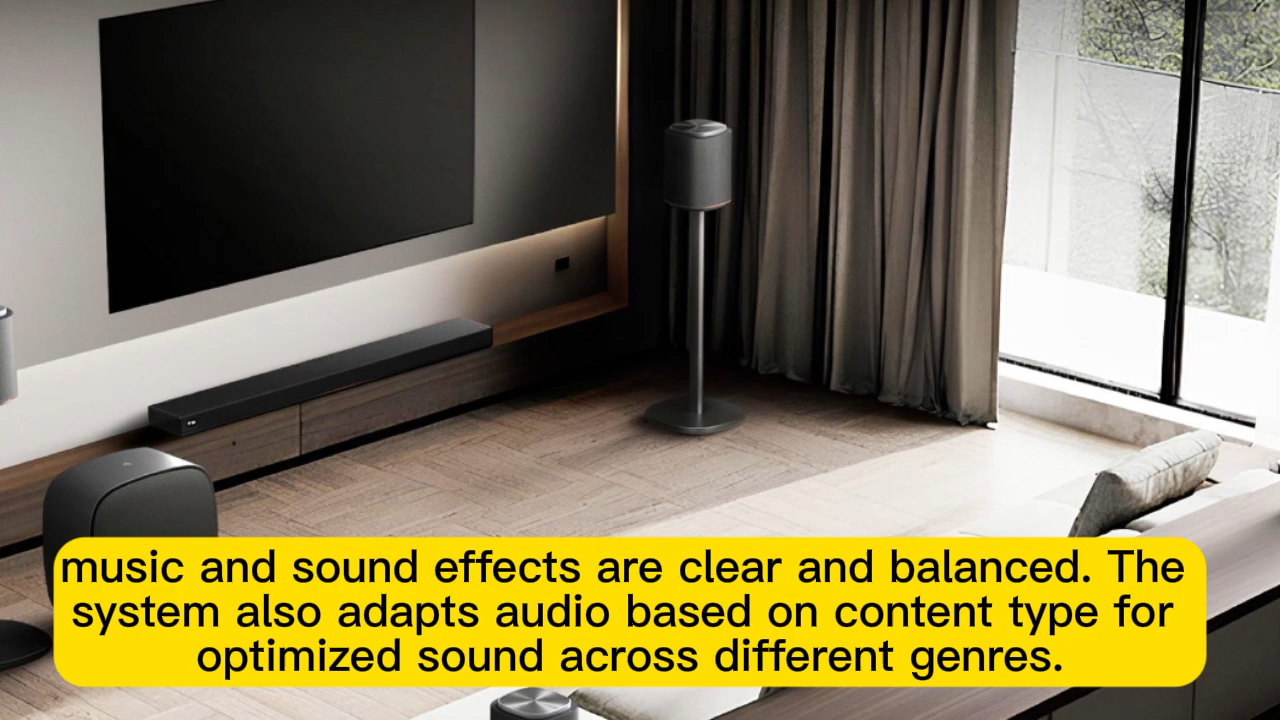 music and sound effects are clear and balanced. The
system also adapts audio based on content type for
optimized sound across different genres.